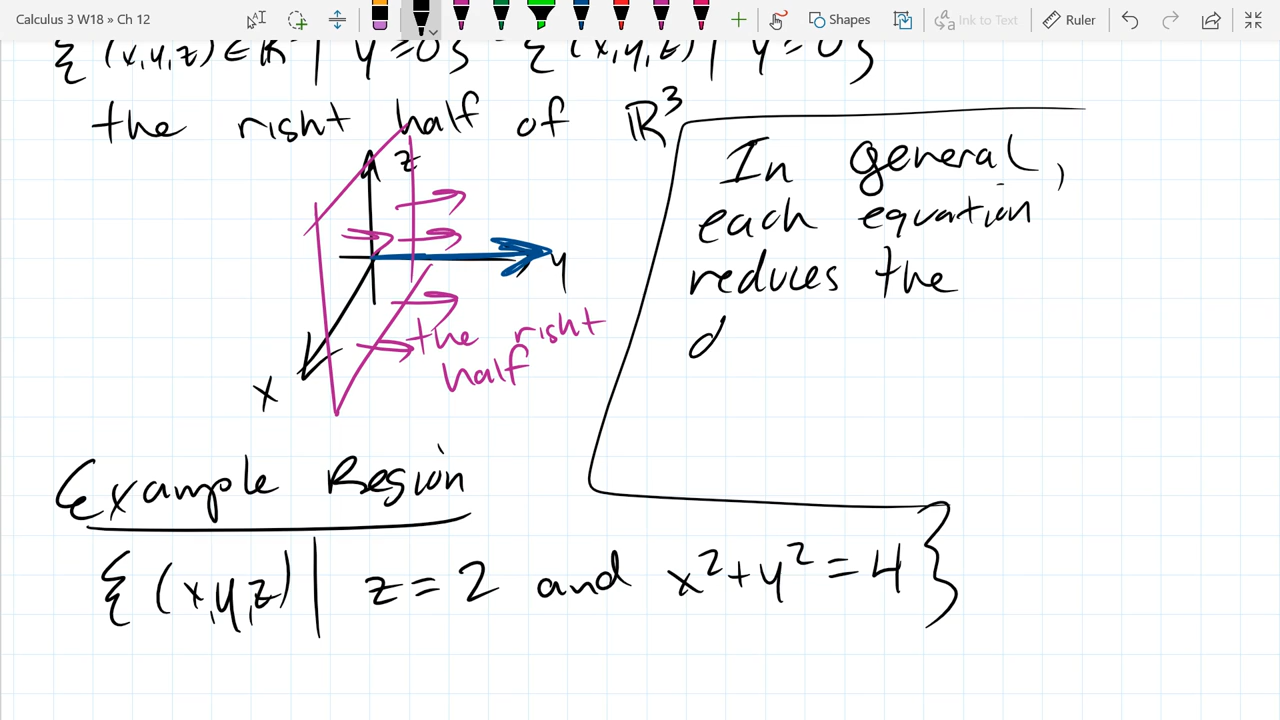 Calculus 3 W18 » Ch 12
Shapes
Ink to Text
Ruler
{(x,y,z) ∈ ℝ | y ≥ 0} = {(x,y,z) | y ≥ 0}
the right half of ℝ³
z
y
x
the right
half
In general,
each equation
reduces the
d
Example Region
{(x,y,z) | z = 2 and x² + y² = 4}